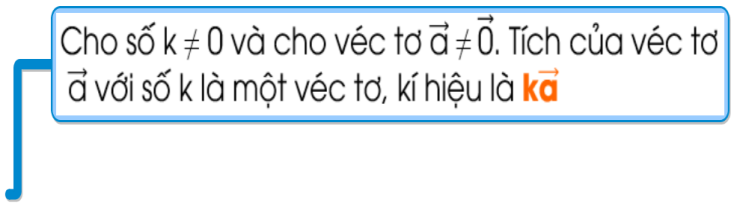 Cho số k ≠ 0 và cho véc tơ a⃗ ≠ 0⃗. Tích của véc tơ
a⃗ với số k là một véc tơ, kí hiệu là ka⃗